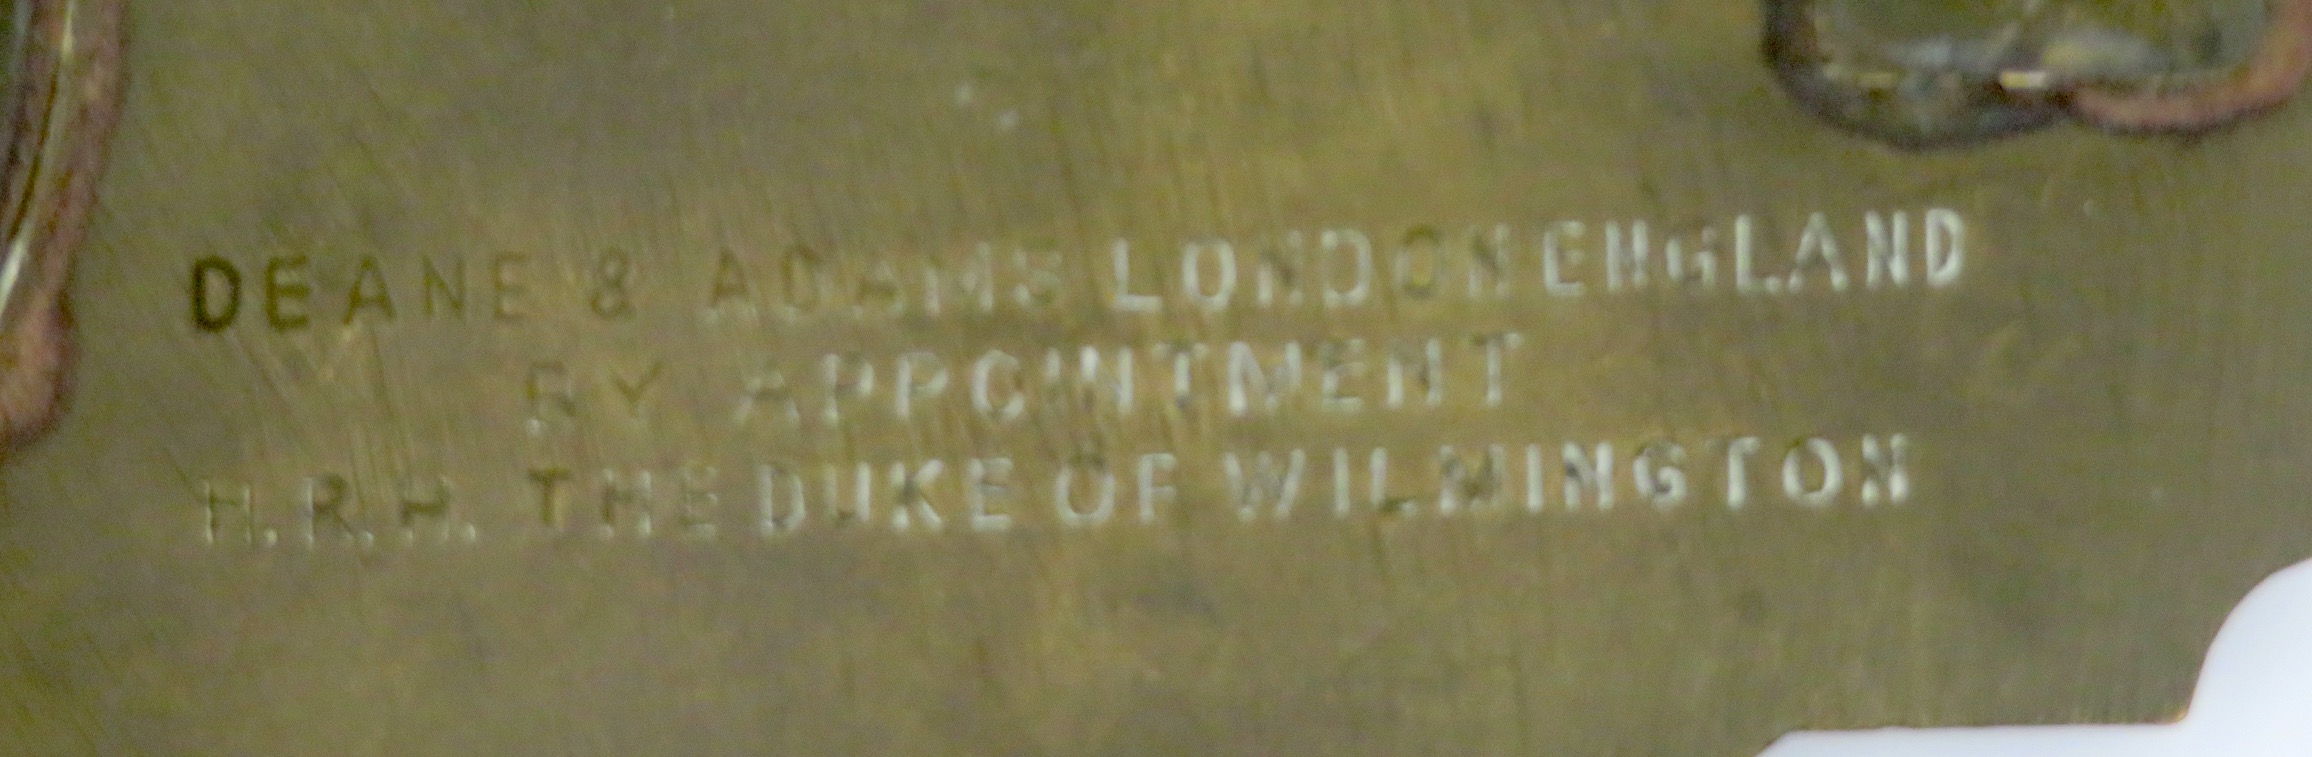 DEANE & ADAMS LONDON ENGLAND
BY APPOINTMENT
H.R.H. THE DUKE OF WILMINGTON